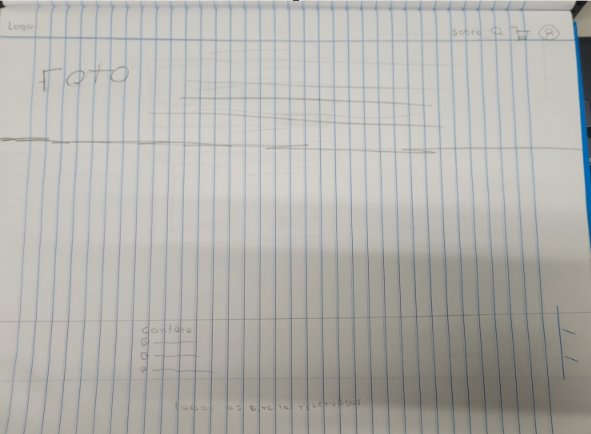 Logo
Sobre
FOTO
Contato
todos os direitos reservados